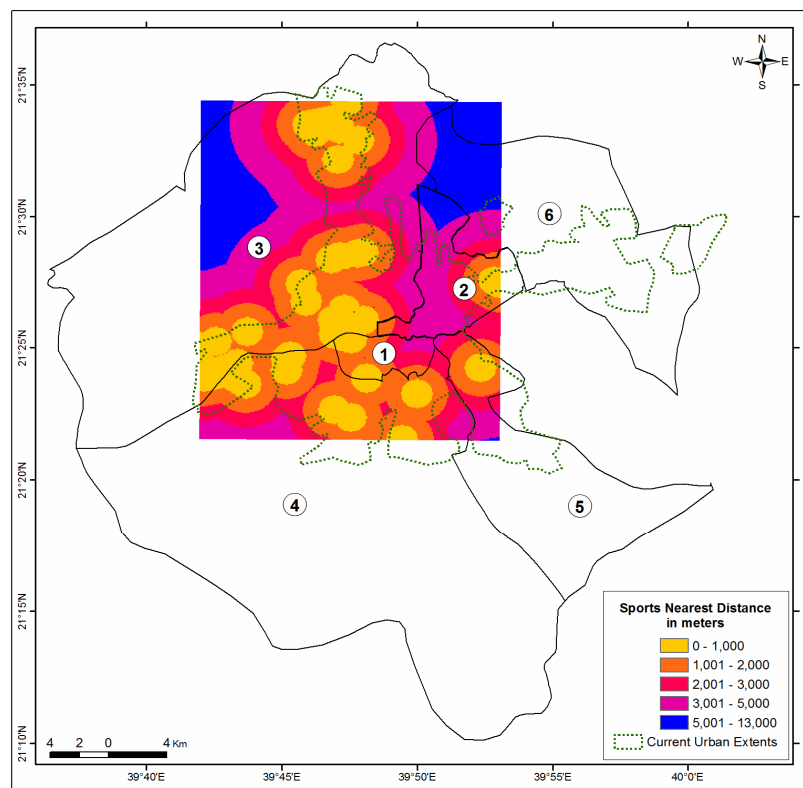 N
W E
S
21°35'N
21°30'N
21°25'N
21°20'N
21°15'N
21°10'N
6
3
2
1
4
5
Sports Nearest Distance
in meters
0 - 1,000
1,001 - 2,000
2,001 - 3,000
3,001 - 5,000
5,001 - 13,000
Current Urban Extents
4 2 0 4 Km
39°40'E 39°45'E 39°50'E 39°55'E 40°0'E